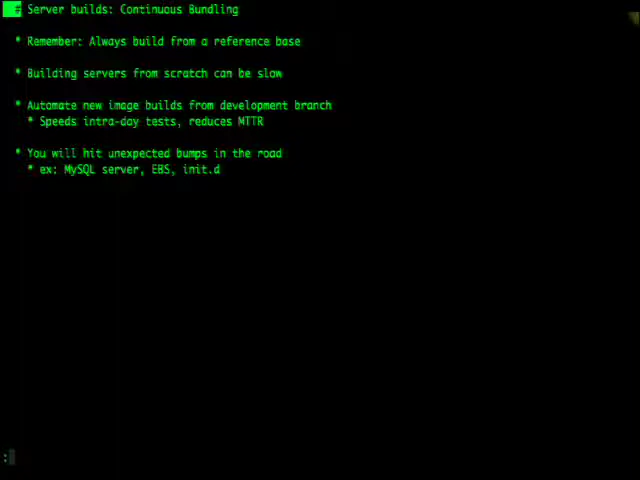 # Server builds: Continuous Bundling
* Remember: Always build from a reference base
* Building servers from scratch can be slow
* Automate new image builds from development branch
* Speeds intra-day tests, reduces MTTR
* You will hit unexpected bumps in the road
* ex: MySQL server, EBS, init.d
: